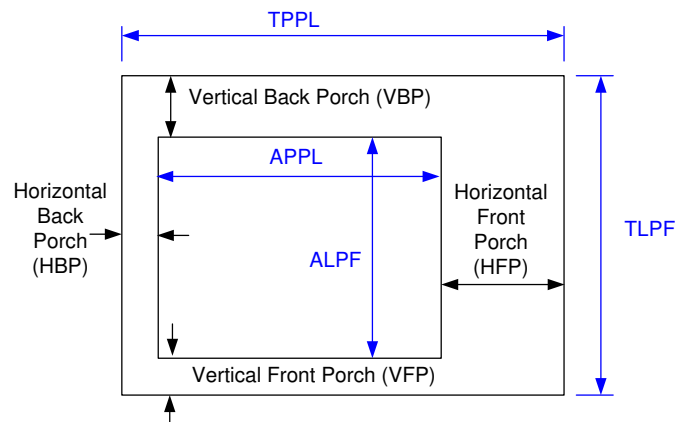 TPPL
Vertical Back Porch (VBP)
APPL
Horizontal
Back
Porch
(HBP)
Horizontal
Front
Porch
(HFP)
ALPF
TLPF
Vertical Front Porch (VFP)